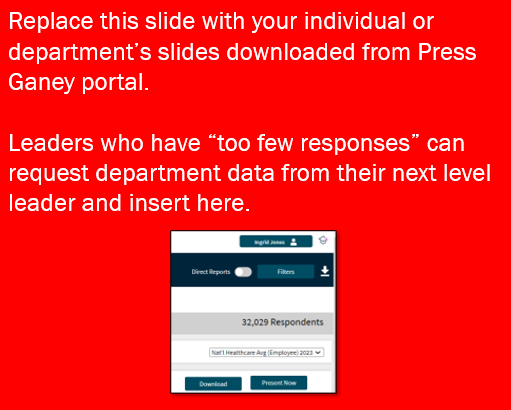 Replace this slide with your individual or
department’s slides downloaded from Press
Ganey portal.
Leaders who have “too few responses” can
request department data from their next level
leader and insert here.
Ingrid Jones
Direct Reports
Filters
32,029 Respondents
Nat'l Healthcare Avg (Employee) 2023
Download
Present Now